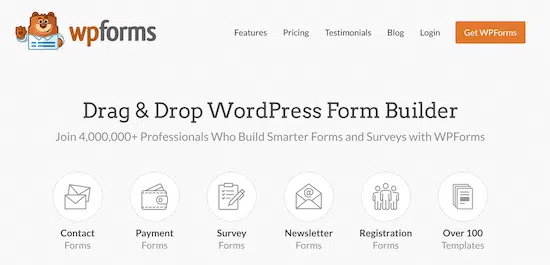 wpforms
Features Pricing Testimonials Blog Login Get WPForms
Drag & Drop WordPress Form Builder
Join 4,000,000+ Professionals Who Build Smarter Forms and Surveys with WPForms
Contact Payment Survey Newsletter Registration Over 100
Forms Forms Forms Forms Forms Templates